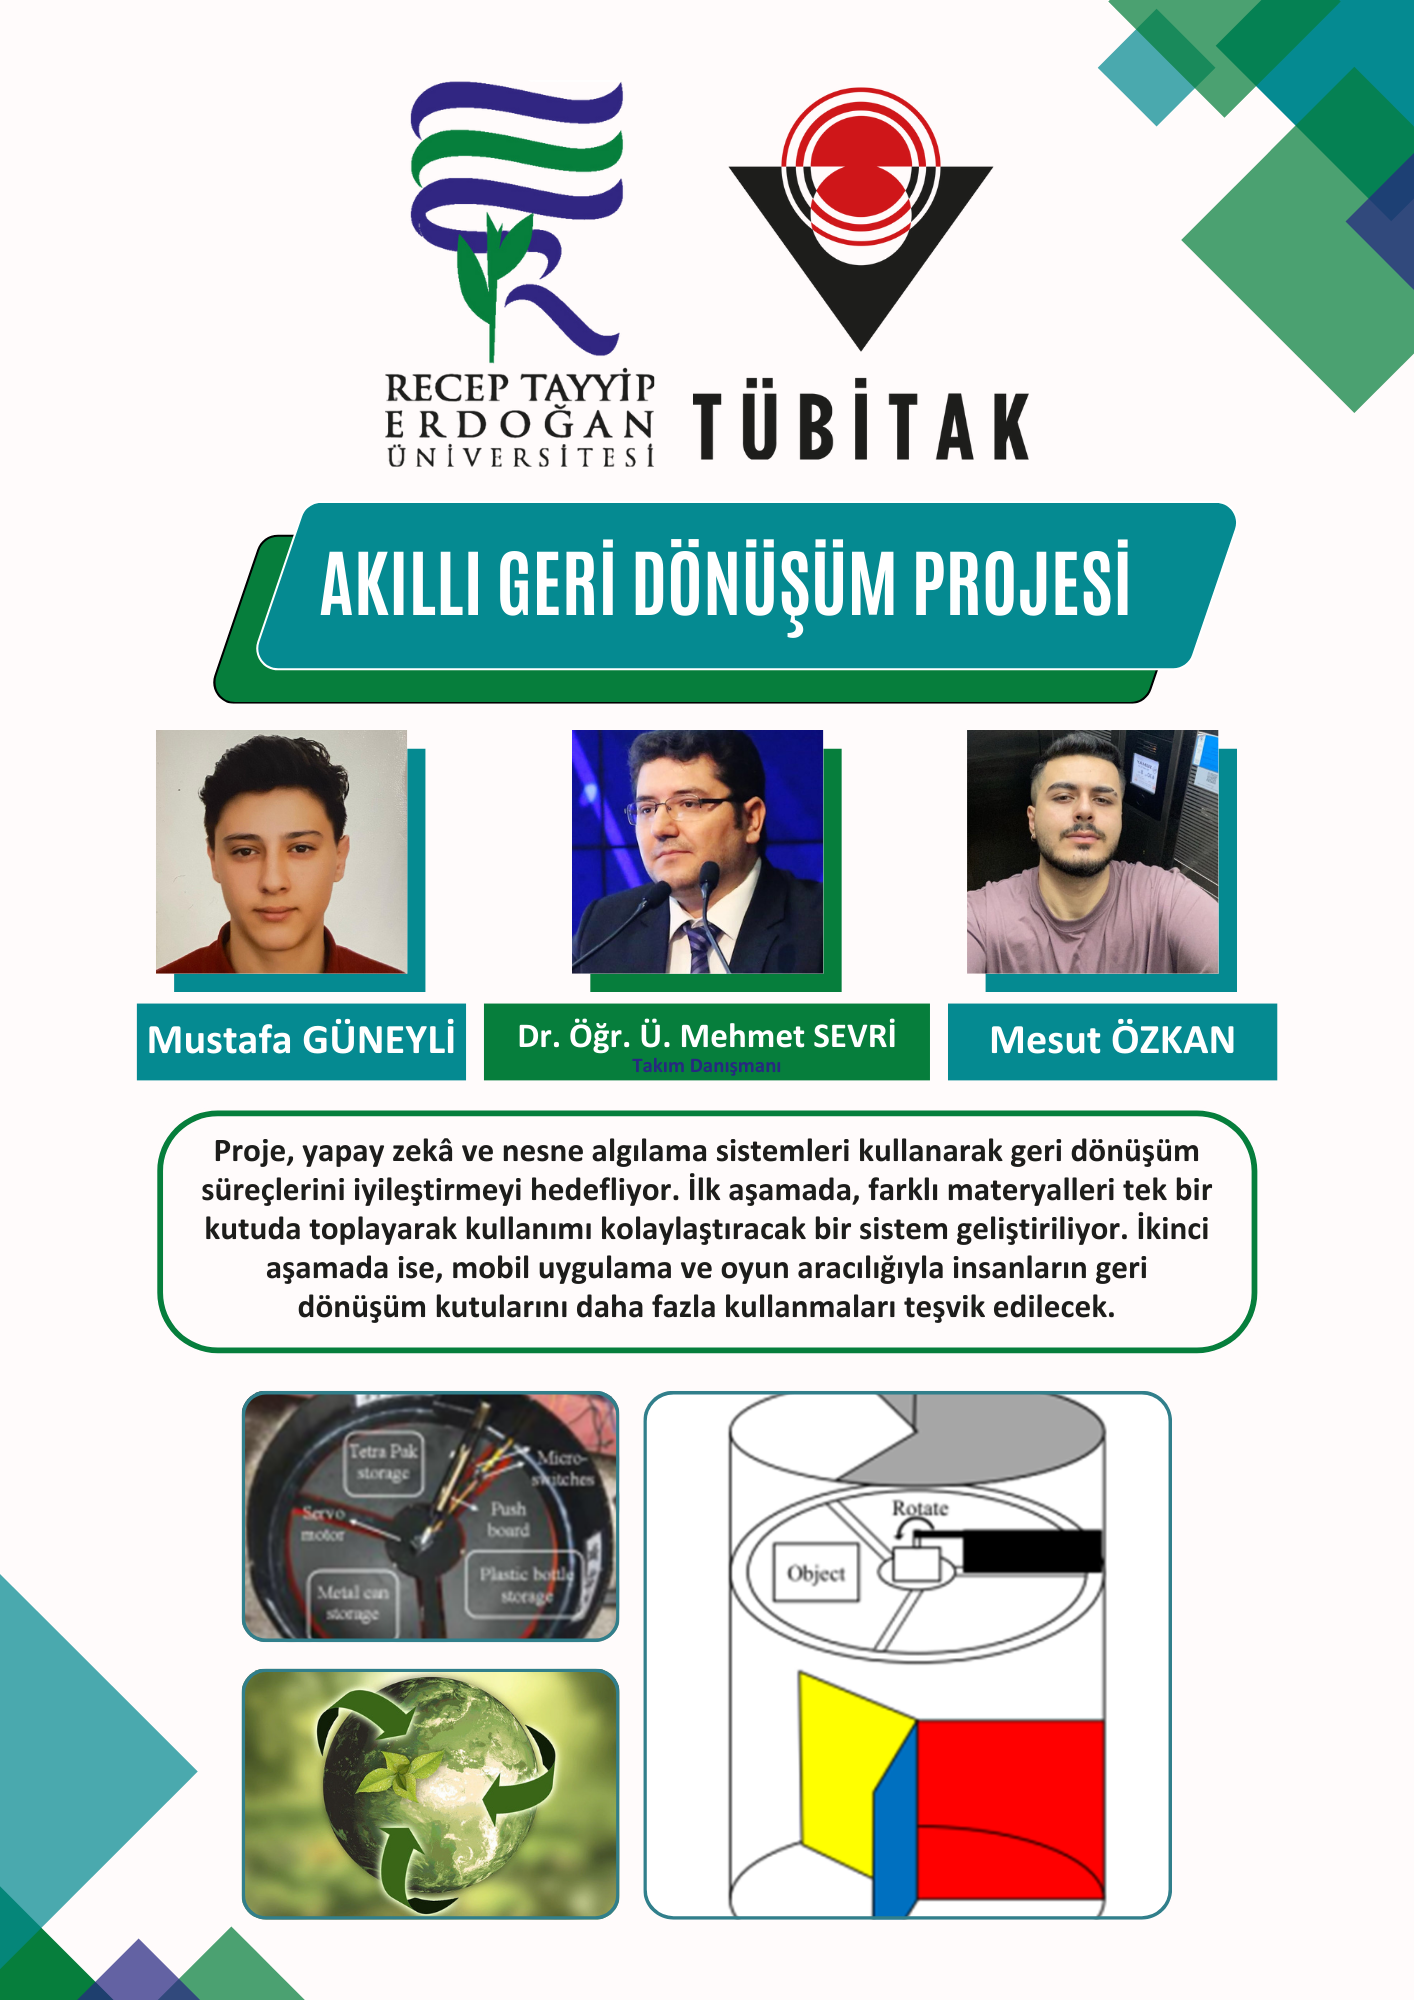 RECEP TAYYİP
ERDOĞAN
ÜNİVERSİTESİ
TÜBİTAK
AKILLI GERİ DÖNÜŞÜM PROJESİ
Mustafa GÜNEYLİ
Dr. Öğr. Ü. Mehmet SEVRİ
Takım Danışmanı
Mesut ÖZKAN
Proje, yapay zekâ ve nesne algılama sistemleri kullanarak geri dönüşüm
süreçlerini iyileştirmeyi hedefliyor. İlk aşamada, farklı materyalleri tek bir
kutuda toplayarak kullanımı kolaylaştıracak bir sistem geliştiriliyor. İkinci
aşamada ise, mobil uygulama ve oyun aracılığıyla insanların geri
dönüşüm kutularını daha fazla kullanmaları teşvik edilecek.
Tetra Pak
storage
Micro-
switches
Servo
motor
Push
board
Plastic bottle
storage
Metal can
storage
Rotate
Object